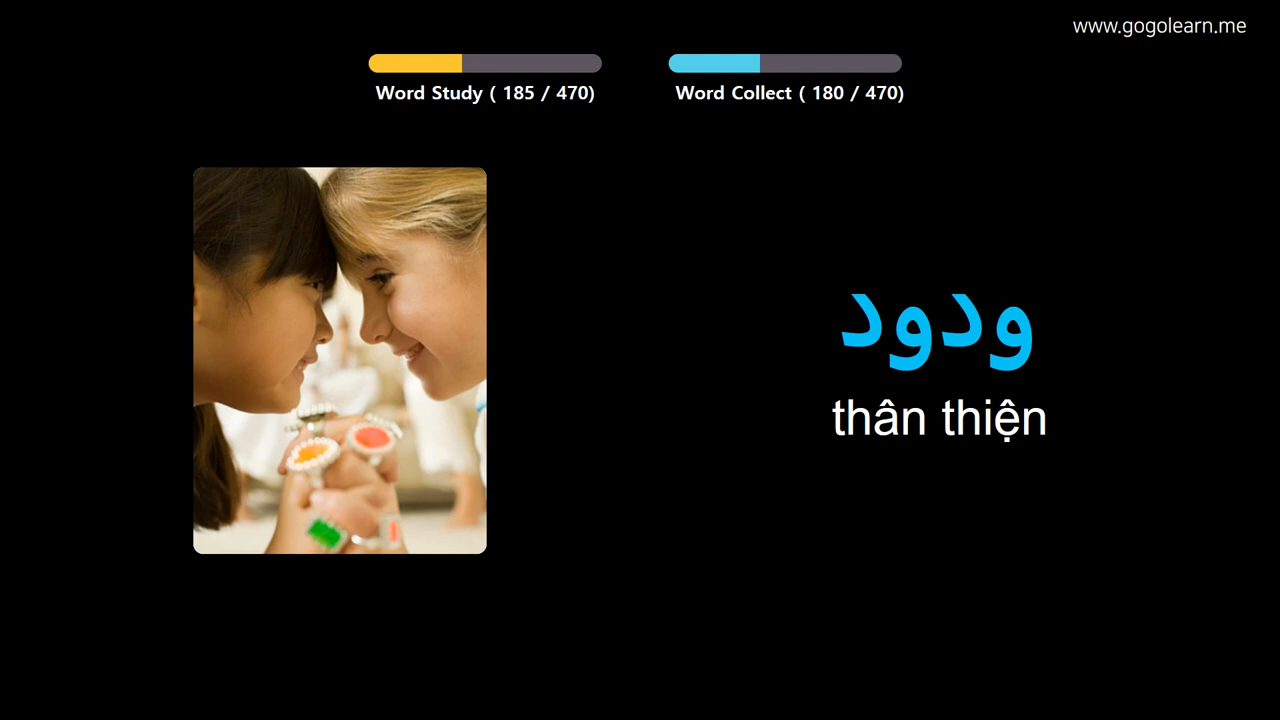 www.gogolearn.me
Word Study ( 185 / 470)
Word Collect ( 180 / 470)
ودود
thân thiện